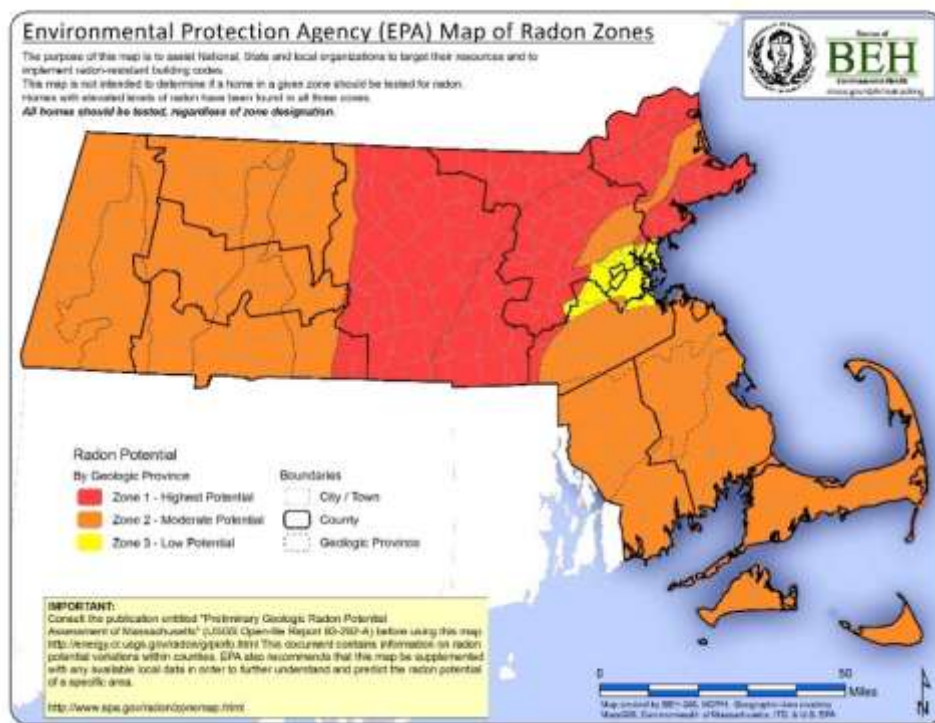 Environmental Protection Agency (EPA) Map of Radon Zones
The purpose of this map is to assist National, State and local organizations to target their resources and to
implement radon-resistant building codes.
This map is not intended to determine if a home in a given zone should be tested for radon.
Homes with elevated levels of radon have been found in all three zones.
All homes should be tested, regardless of zone designation.
Bureau of
BEH
Environmental Health
Radon Potential
By Geologic Province
Zone 1 - Highest Potential
Zone 2 - Moderate Potential
Zone 3 - Low Potential
Boundaries
City / Town
County
Geologic Province
IMPORTANT:
Consult the publication entitled "Preliminary Geologic Radon Potential
Assessment of Massachusetts" (USGS Open-file Report 93-292-A) before using this map.
This document contains information on radon
potential variations within counties. EPA also recommends that this map be supplemented
with any available local data in order to further understand and predict the radon potential
of a specific area.
http://www.epa.gov/radon/zonemap.html
0 50
Miles
N